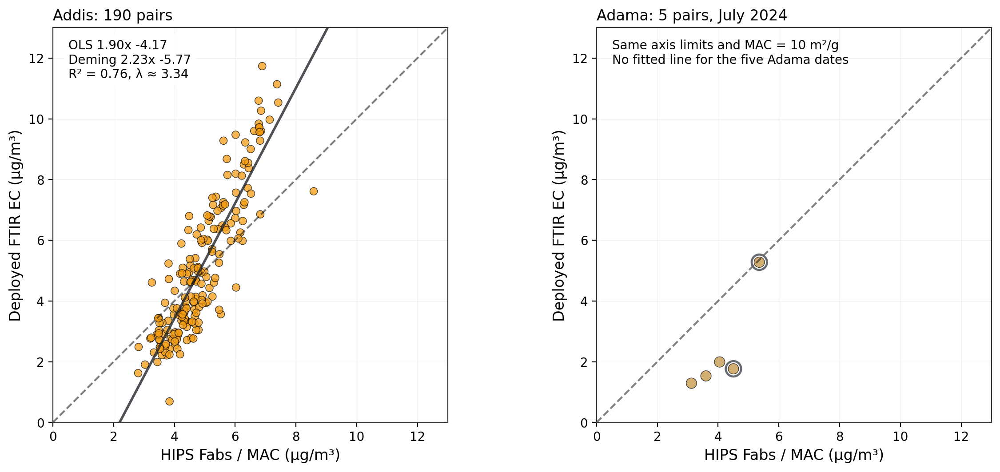 Addis: 190 pairs
OLS 1.90x -4.17
Deming 2.23x -5.77
R² = 0.76, λ ≈ 3.34
Deployed FTIR EC (µg/m³)
12
10
8
6
4
2
0
0 2 4 6 8 10 12
HIPS Fabs / MAC (µg/m³)
Adama: 5 pairs, July 2024
Same axis limits and MAC = 10 m²/g
No fitted line for the five Adama dates
Deployed FTIR EC (µg/m³)
12
10
8
6
4
2
0
0 2 4 6 8 10 12
HIPS Fabs / MAC (µg/m³)